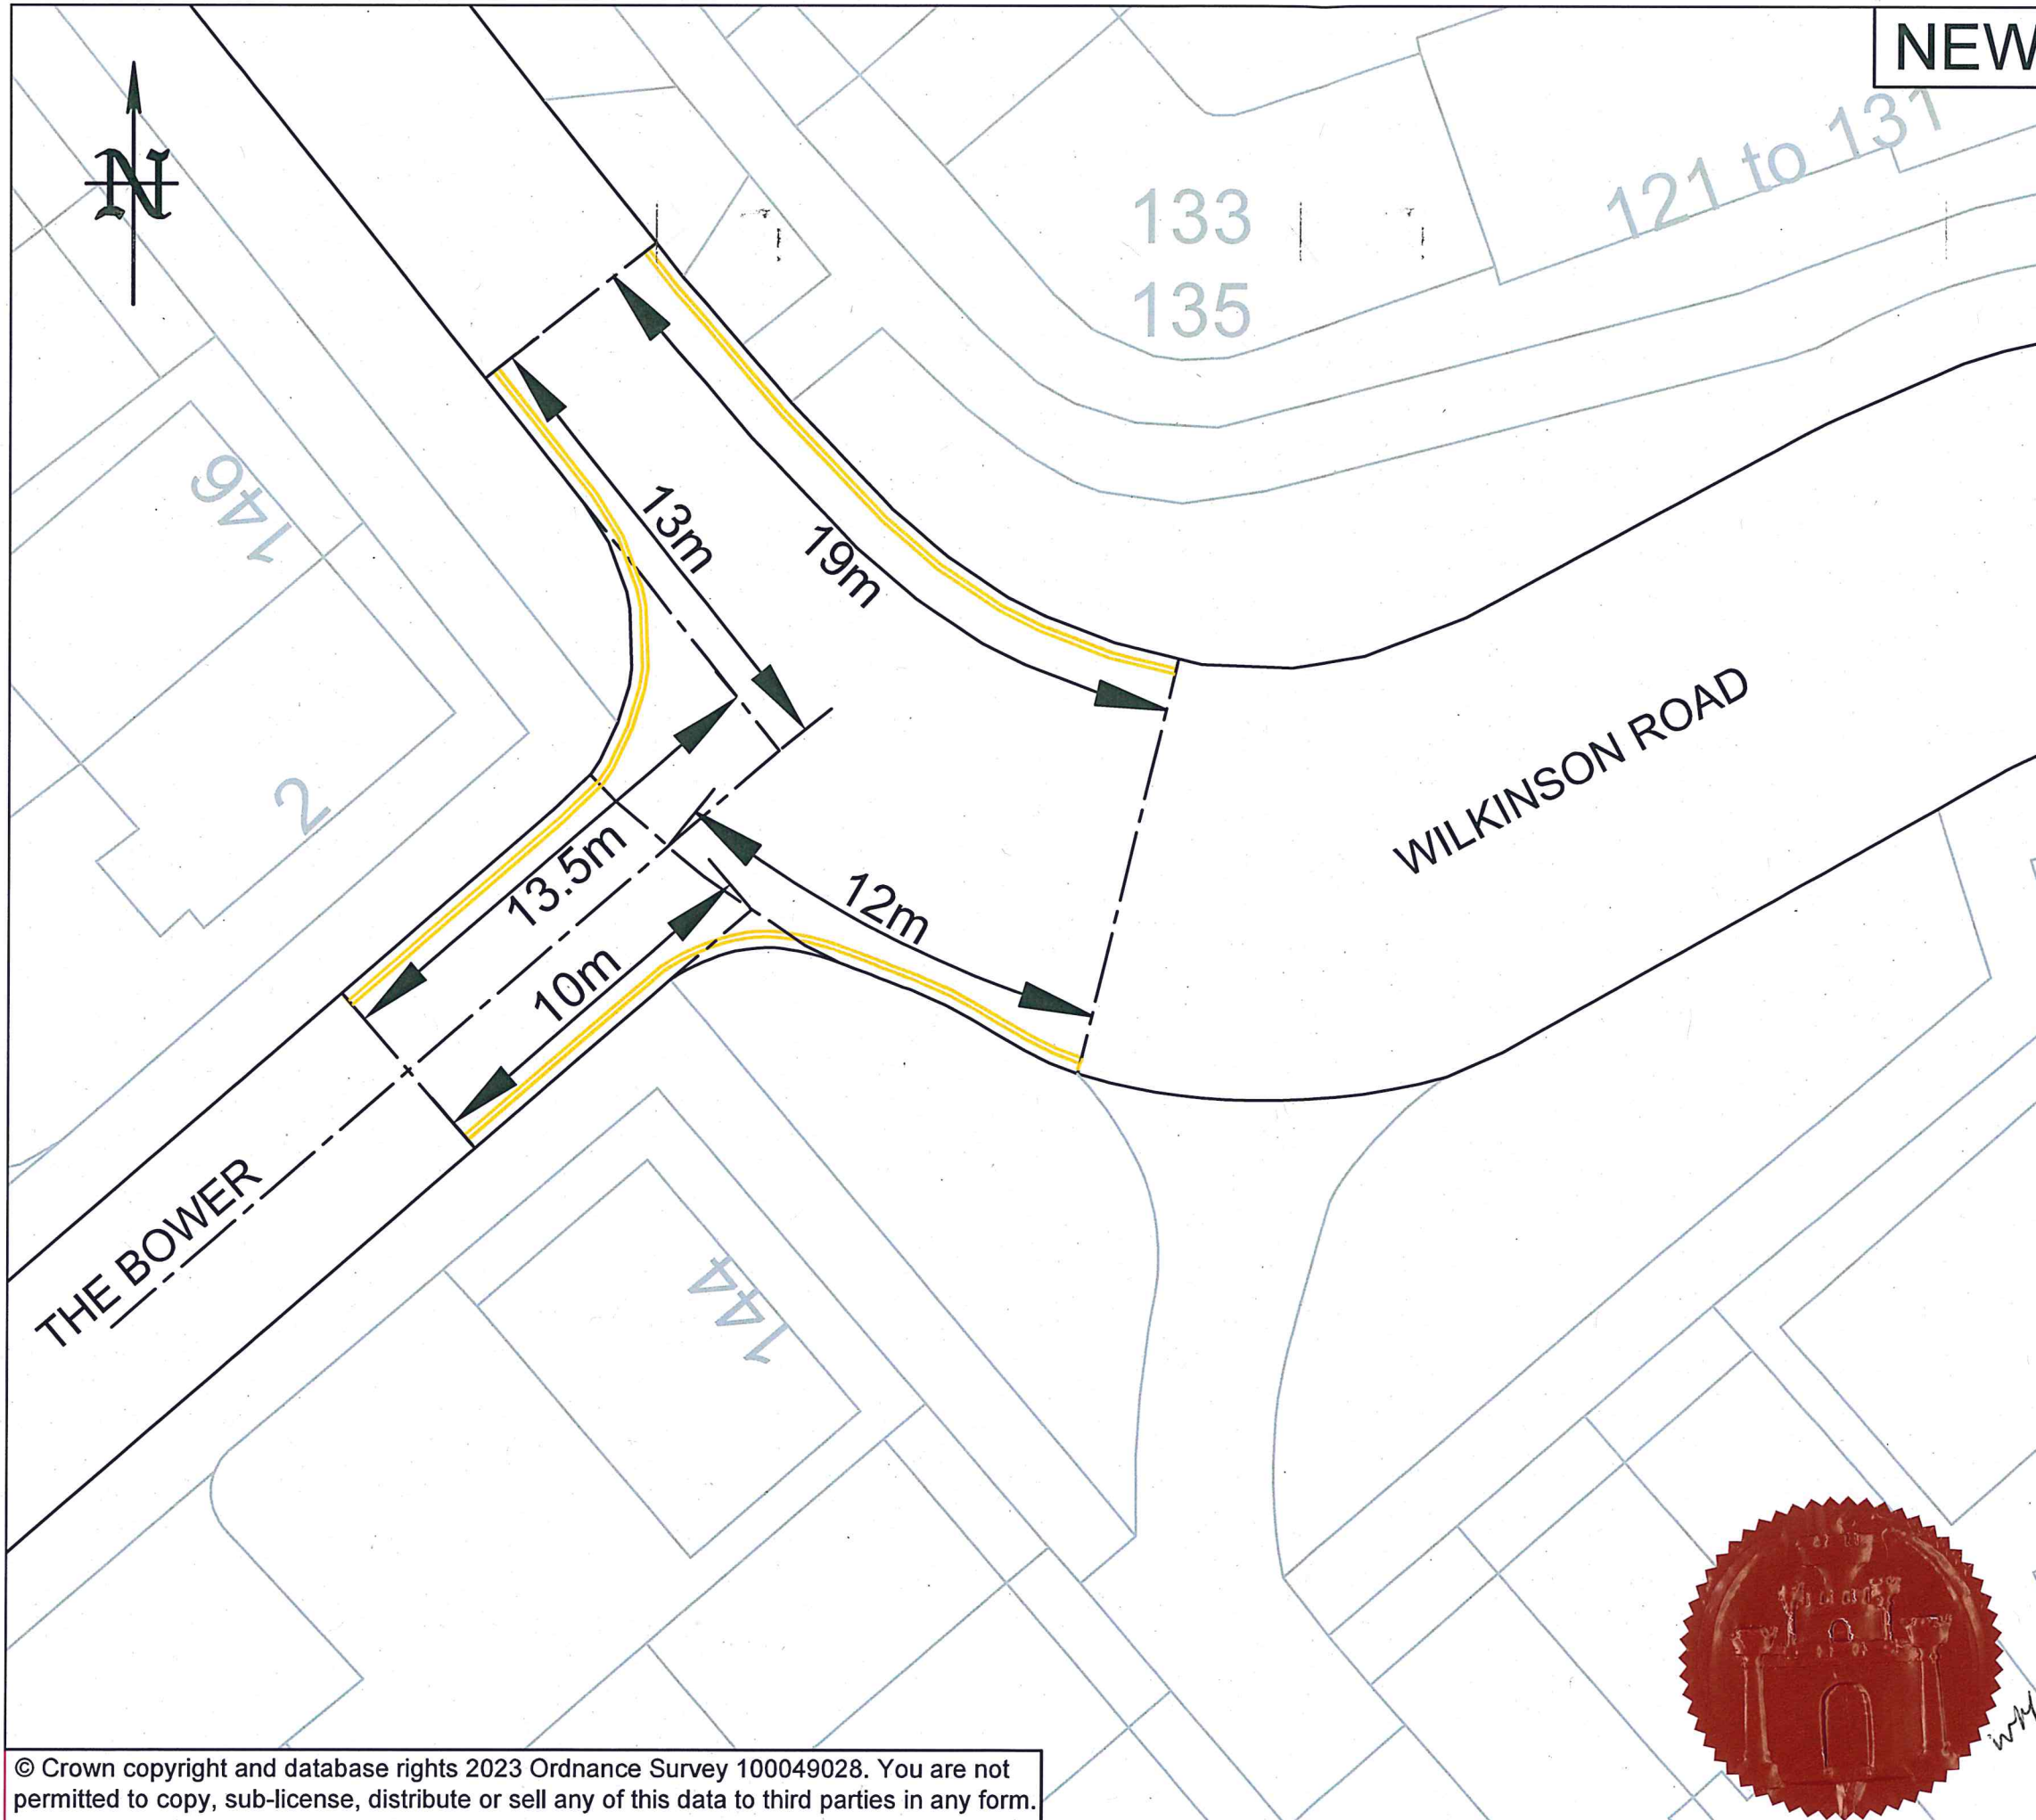 NEW
N
121 to 131
133
135
146
13m
19m
2
WILKINSON ROAD
13.5m
12m
10m
THE BOWER
144
© Crown copyright and database rights 2023 Ordnance Survey 100049028. You are not
permitted to copy, sub-license, distribute or sell any of this data to third parties in any form.